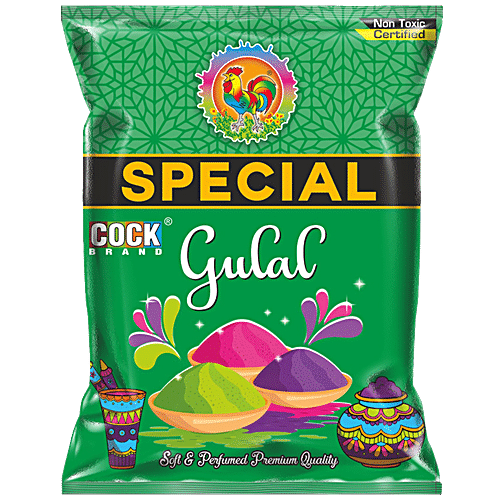 Non Toxic
Certified
SPECIAL
COCK®
BRAND
Gulal
Soft & Perfumed Premium Quality